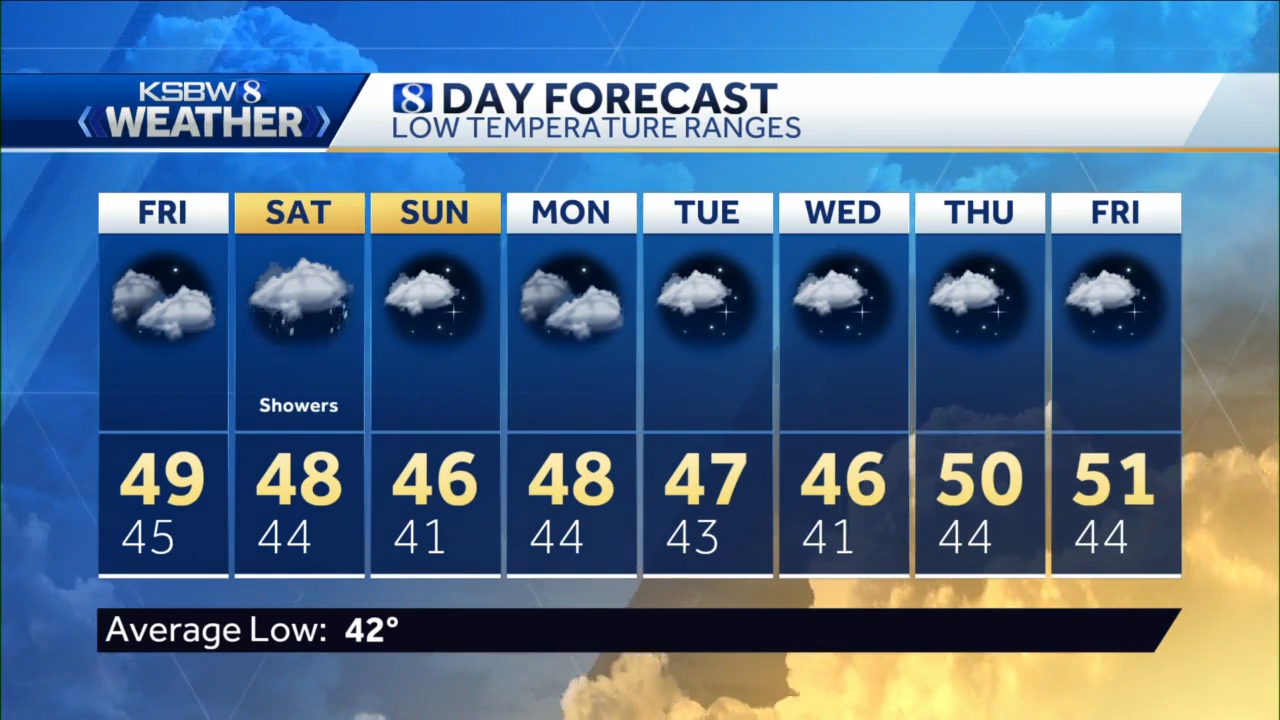 KSBW 8
WEATHER
8 DAY FORECAST
LOW TEMPERATURE RANGES
FRI SAT SUN MON TUE WED THU FRI
Showers
49 48 46 48 47 46 50 51
45 44 41 44 43 41 44 44
Average Low: 42°